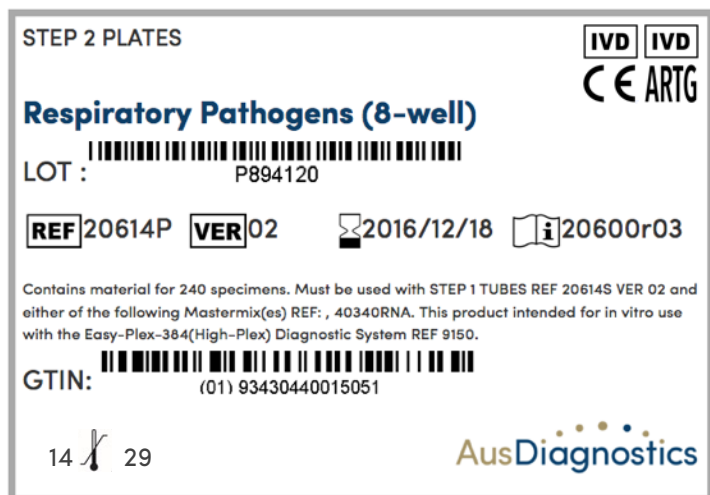 STEP 2 PLATES
IVD IVD
CE ARTG
Respiratory Pathogens (8-well)
LOT :
P894120
REF 20614P VER 02 2016/12/18 i 20600r03
Contains material for 240 specimens. Must be used with STEP 1 TUBES REF 20614S VER 02 and
either of the following Mastermix(es) REF: , 40340RNA. This product intended for in vitro use
with the Easy-Plex-384(High-Plex) Diagnostic System REF 9150.
GTIN:
(01) 93430440015051
14 29
AusDiagnostics